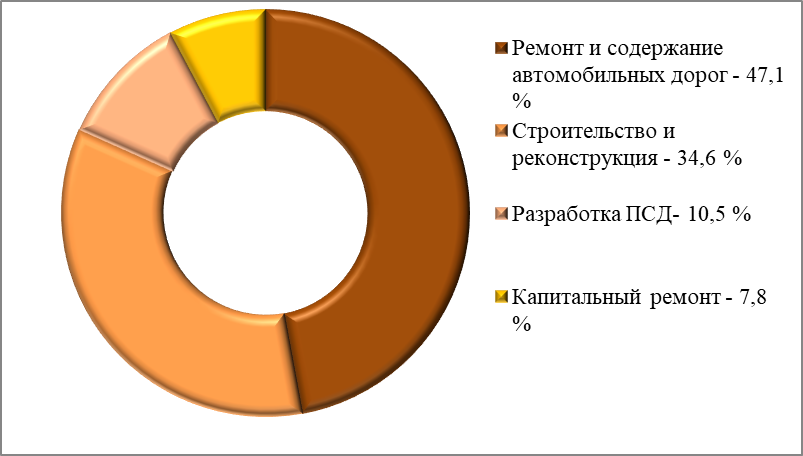 Ремонт и содержание
автомобильных дорог - 47,1
%
Строительство и
реконструкция - 34,6 %
Разработка ПСД- 10,5 %
Капитальный ремонт - 7,8
%